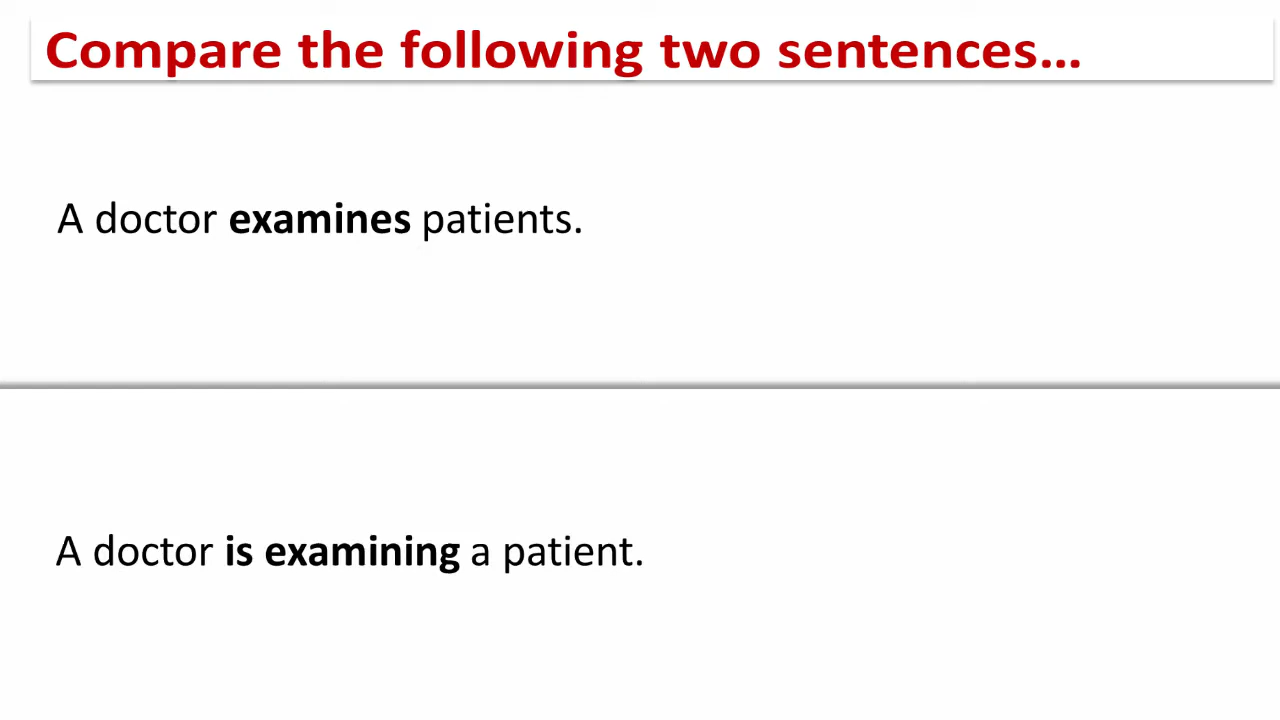 Compare the following two sentences…
A doctor examines patients.
A doctor is examining a patient.